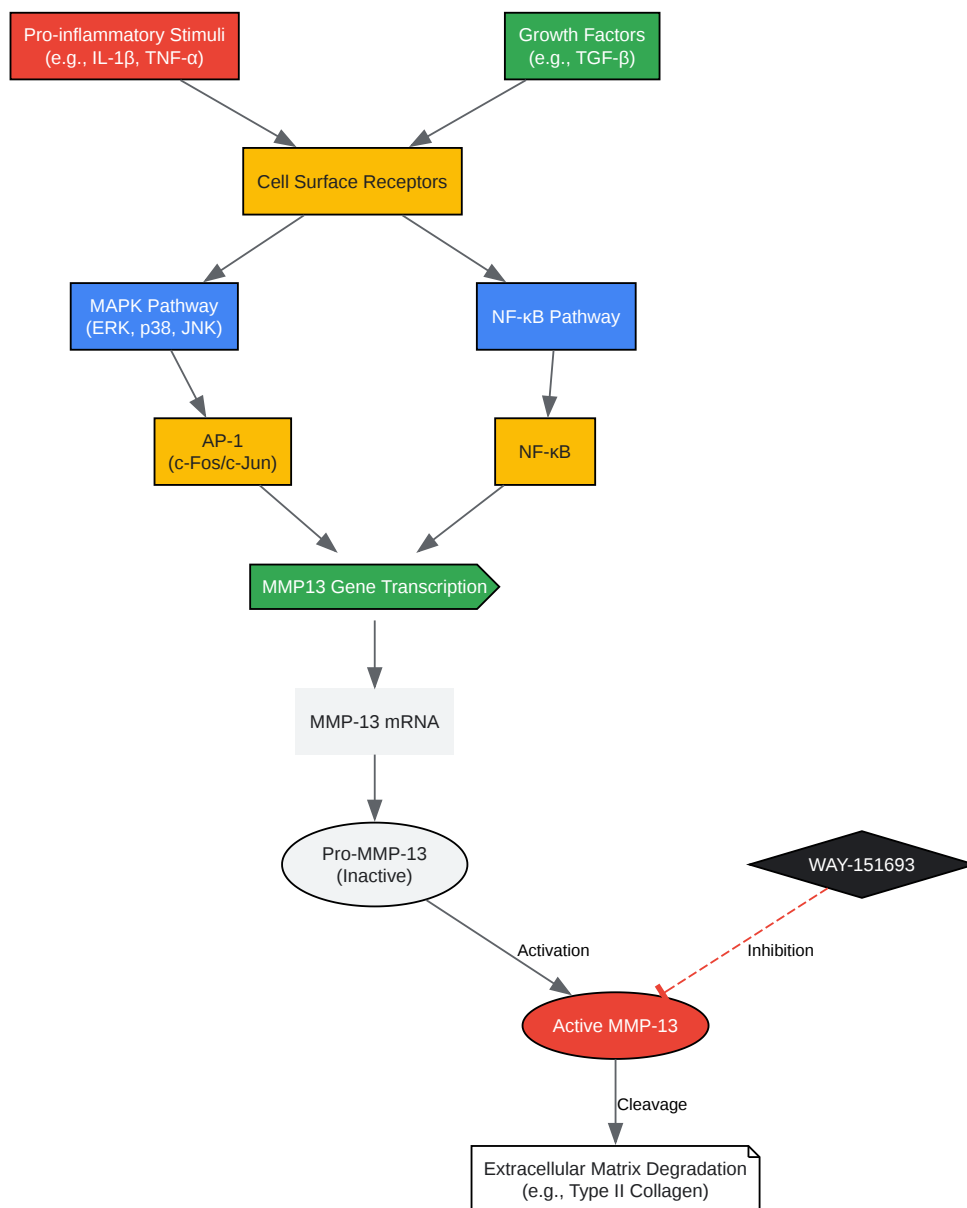 Pro-inflammatory Stimuli
(e.g., IL-1β, TNF-α)
Growth Factors
(e.g., TGF-β)
Cell Surface Receptors
MAPK Pathway
(ERK, p38, JNK)
NF-κB Pathway
AP-1
(c-Fos/c-Jun)
NF-κB
MMP13 Gene Transcription
MMP-13 mRNA
Pro-MMP-13
(Inactive)
WAY-151693
Activation
Inhibition
Active MMP-13
Cleavage
Extracellular Matrix Degradation
(e.g., Type II Collagen)